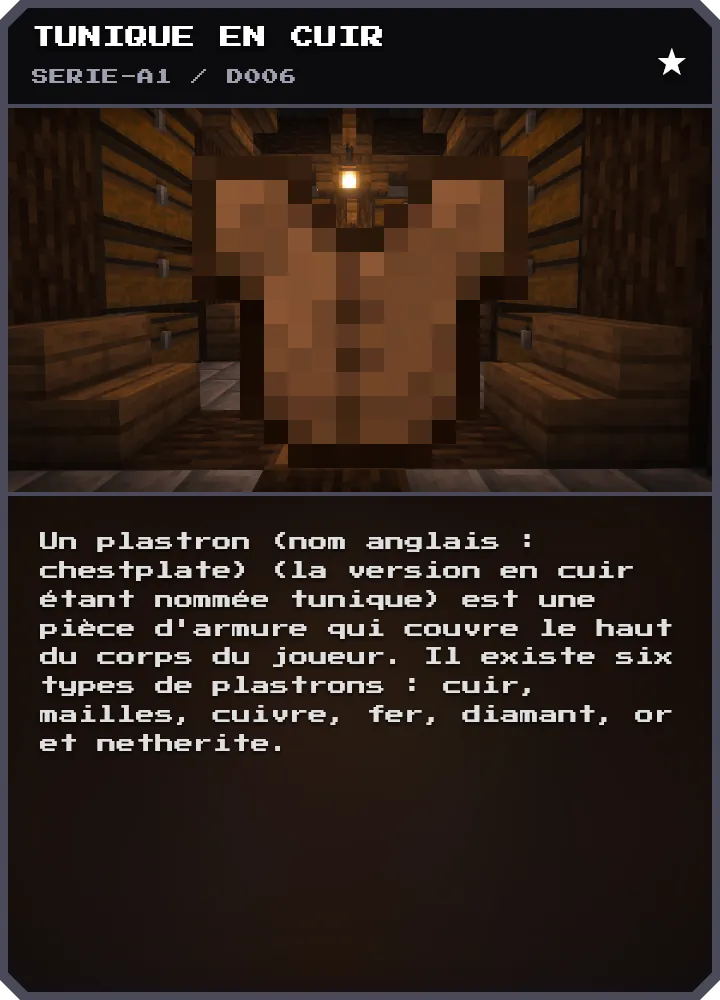 TUNIQUE EN CUIR
SERIE-A1 / D006
Un plastron (nom anglais :
chestplate) (la version en cuir
étant nommée tunique) est une
pièce d'armure qui couvre le haut
du corps du joueur. Il existe six
types de plastrons : cuir,
mailles, cuivre, fer, diamant, or
et netherite.